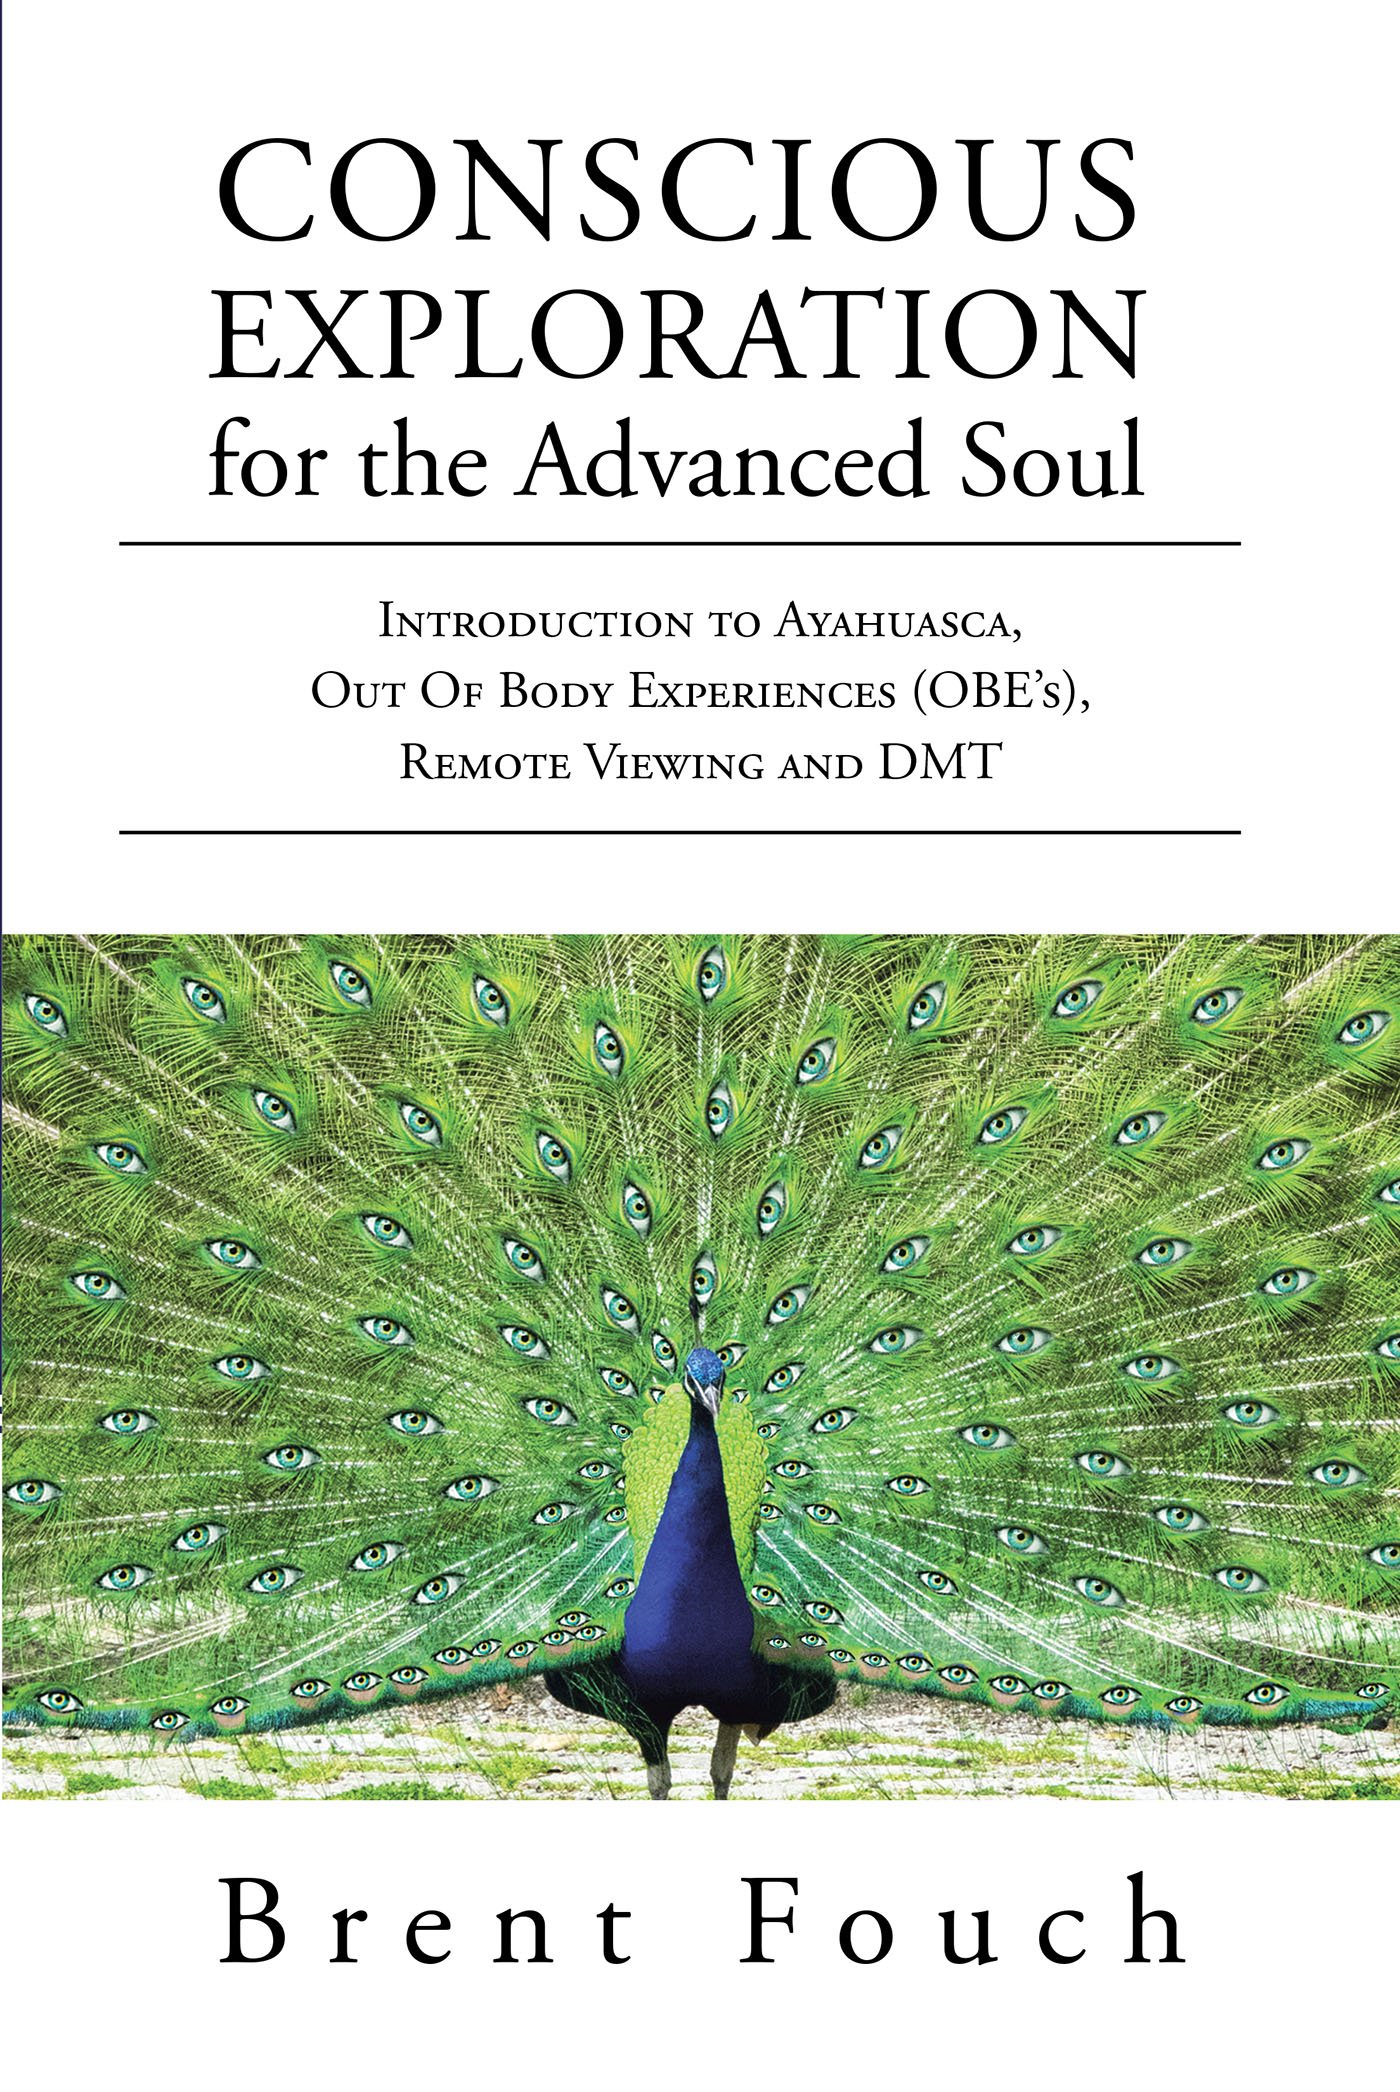 CONSCIOUS
EXPLORATION
for the Advanced Soul
Introduction to Ayahuasca,
Out Of Body Experiences (OBE's),
Remote Viewing and DMT
Brent Fouch